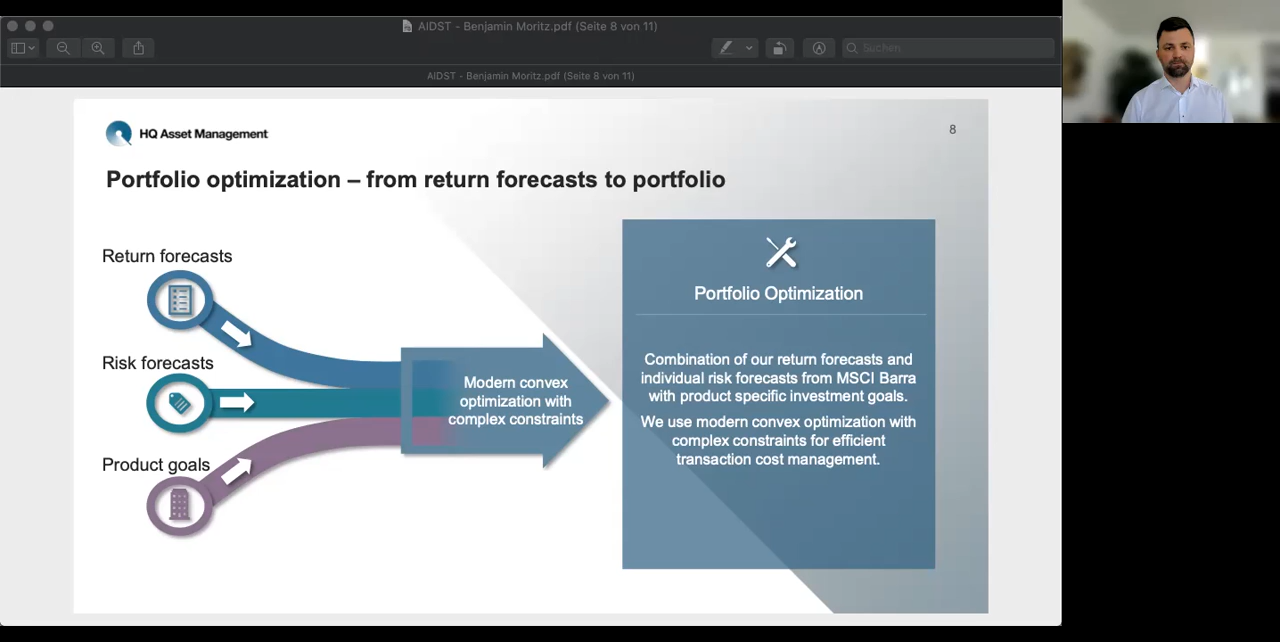 AIDST - Benjamin Moritz.pdf (Seite 8 von 11)
Suchen
AIDST - Benjamin Moritz.pdf (Seite 8 von 11)
HQ Asset Management
8
Portfolio optimization – from return forecasts to portfolio
Return forecasts
Risk forecasts
Product goals
Modern convex
optimization with
complex constraints
Portfolio Optimization
Combination of our return forecasts and
individual risk forecasts from MSCI Barra
with product specific investment goals.
We use modern convex optimization with
complex constraints for efficient
transaction cost management.